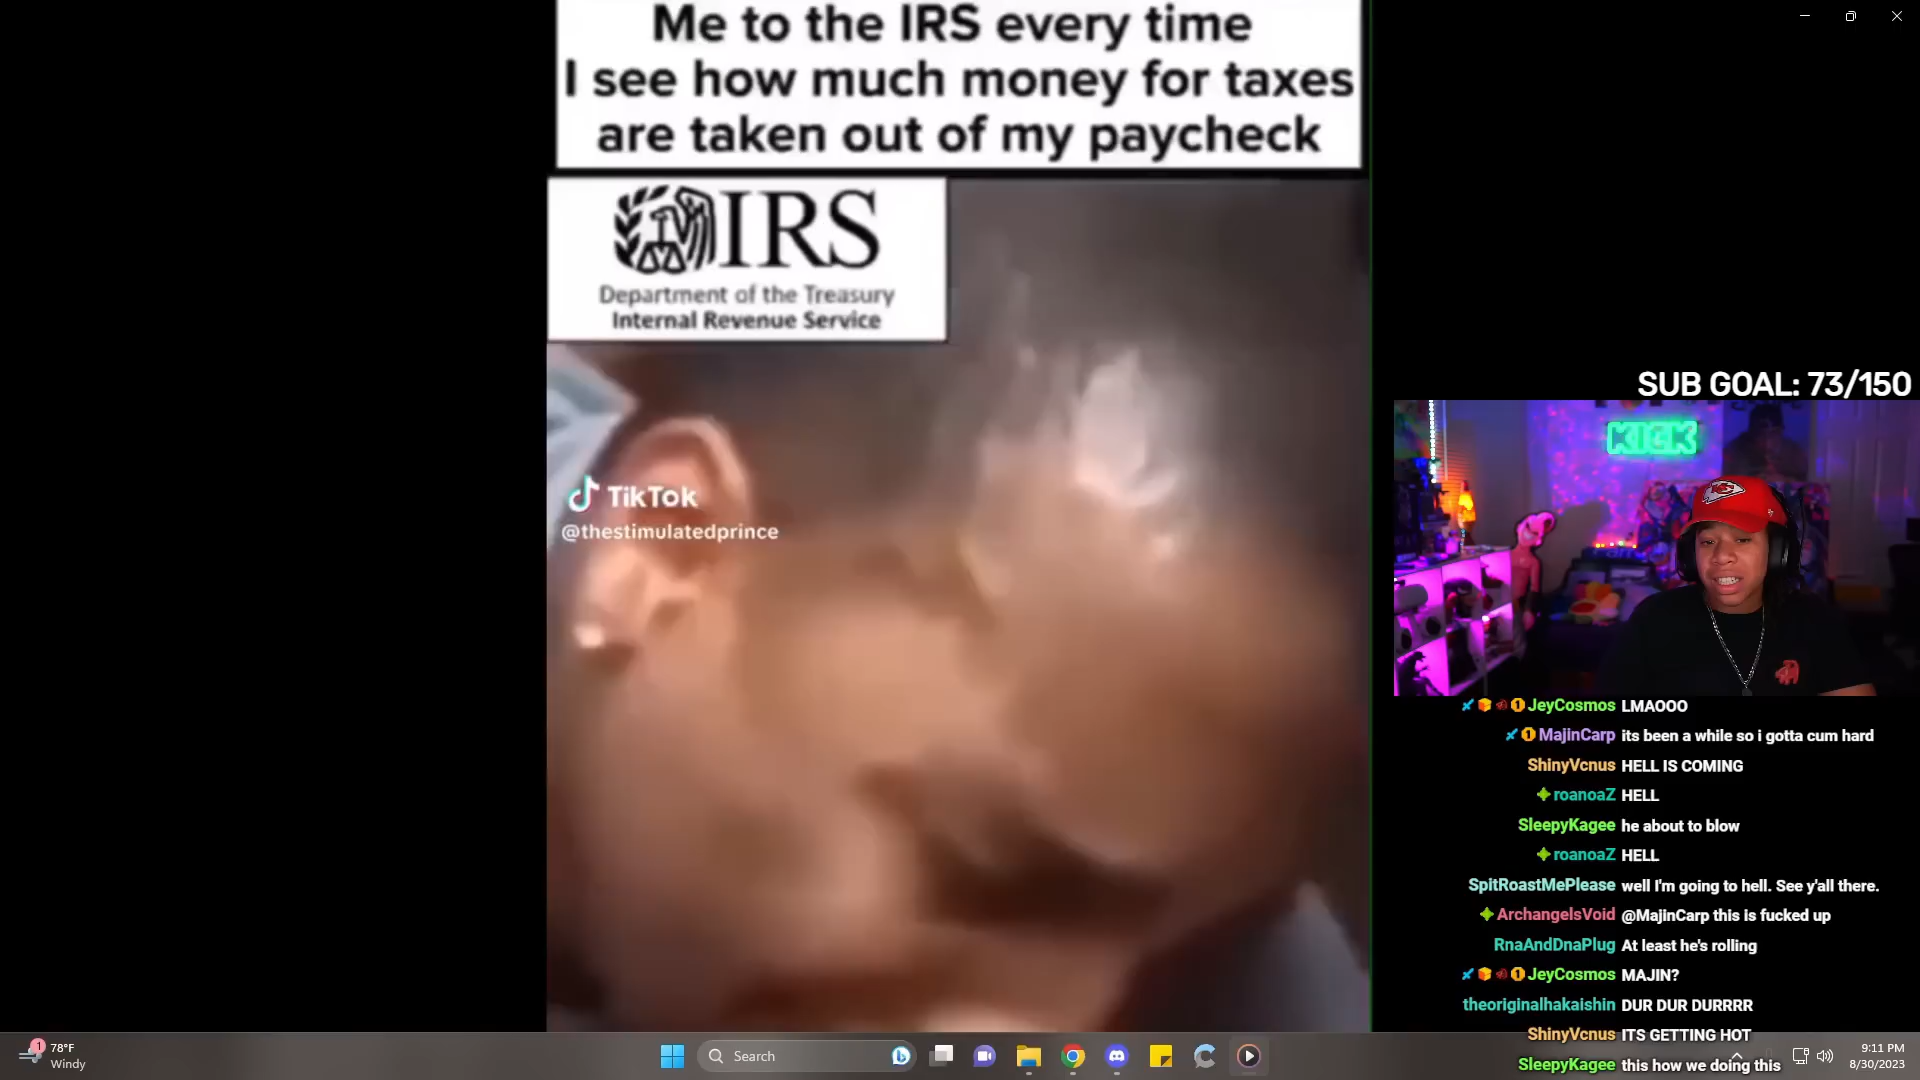 Me to the IRS every time
I see how much money for taxes
are taken out of my paycheck
IRS
Department of the Treasury
Internal Revenue Service
TikTok
@thestimulatedprince
SUB GOAL: 73/150
KICK
JeyCosmos LMAOOO
MajinCarp its been a while so i gotta cum hard
ShinyVcnus HELL IS COMING
roanoaZ HELL
SleepyKagee he about to blow
roanoaZ HELL
SpitRoastMePlease well I'm going to hell. See y'all there.
ArchangelsVoid @MajinCarp this is fucked up
RnaAndDnaPlug At least he's rolling
JeyCosmos MAJIN?
theoriginalhakaishin DUR DUR DURRRR
ShinyVcnus ITS GETTING HOT
SleepyKagee this how we doing this
1
78°F
Windy
Search
9:11 PM
8/30/2023